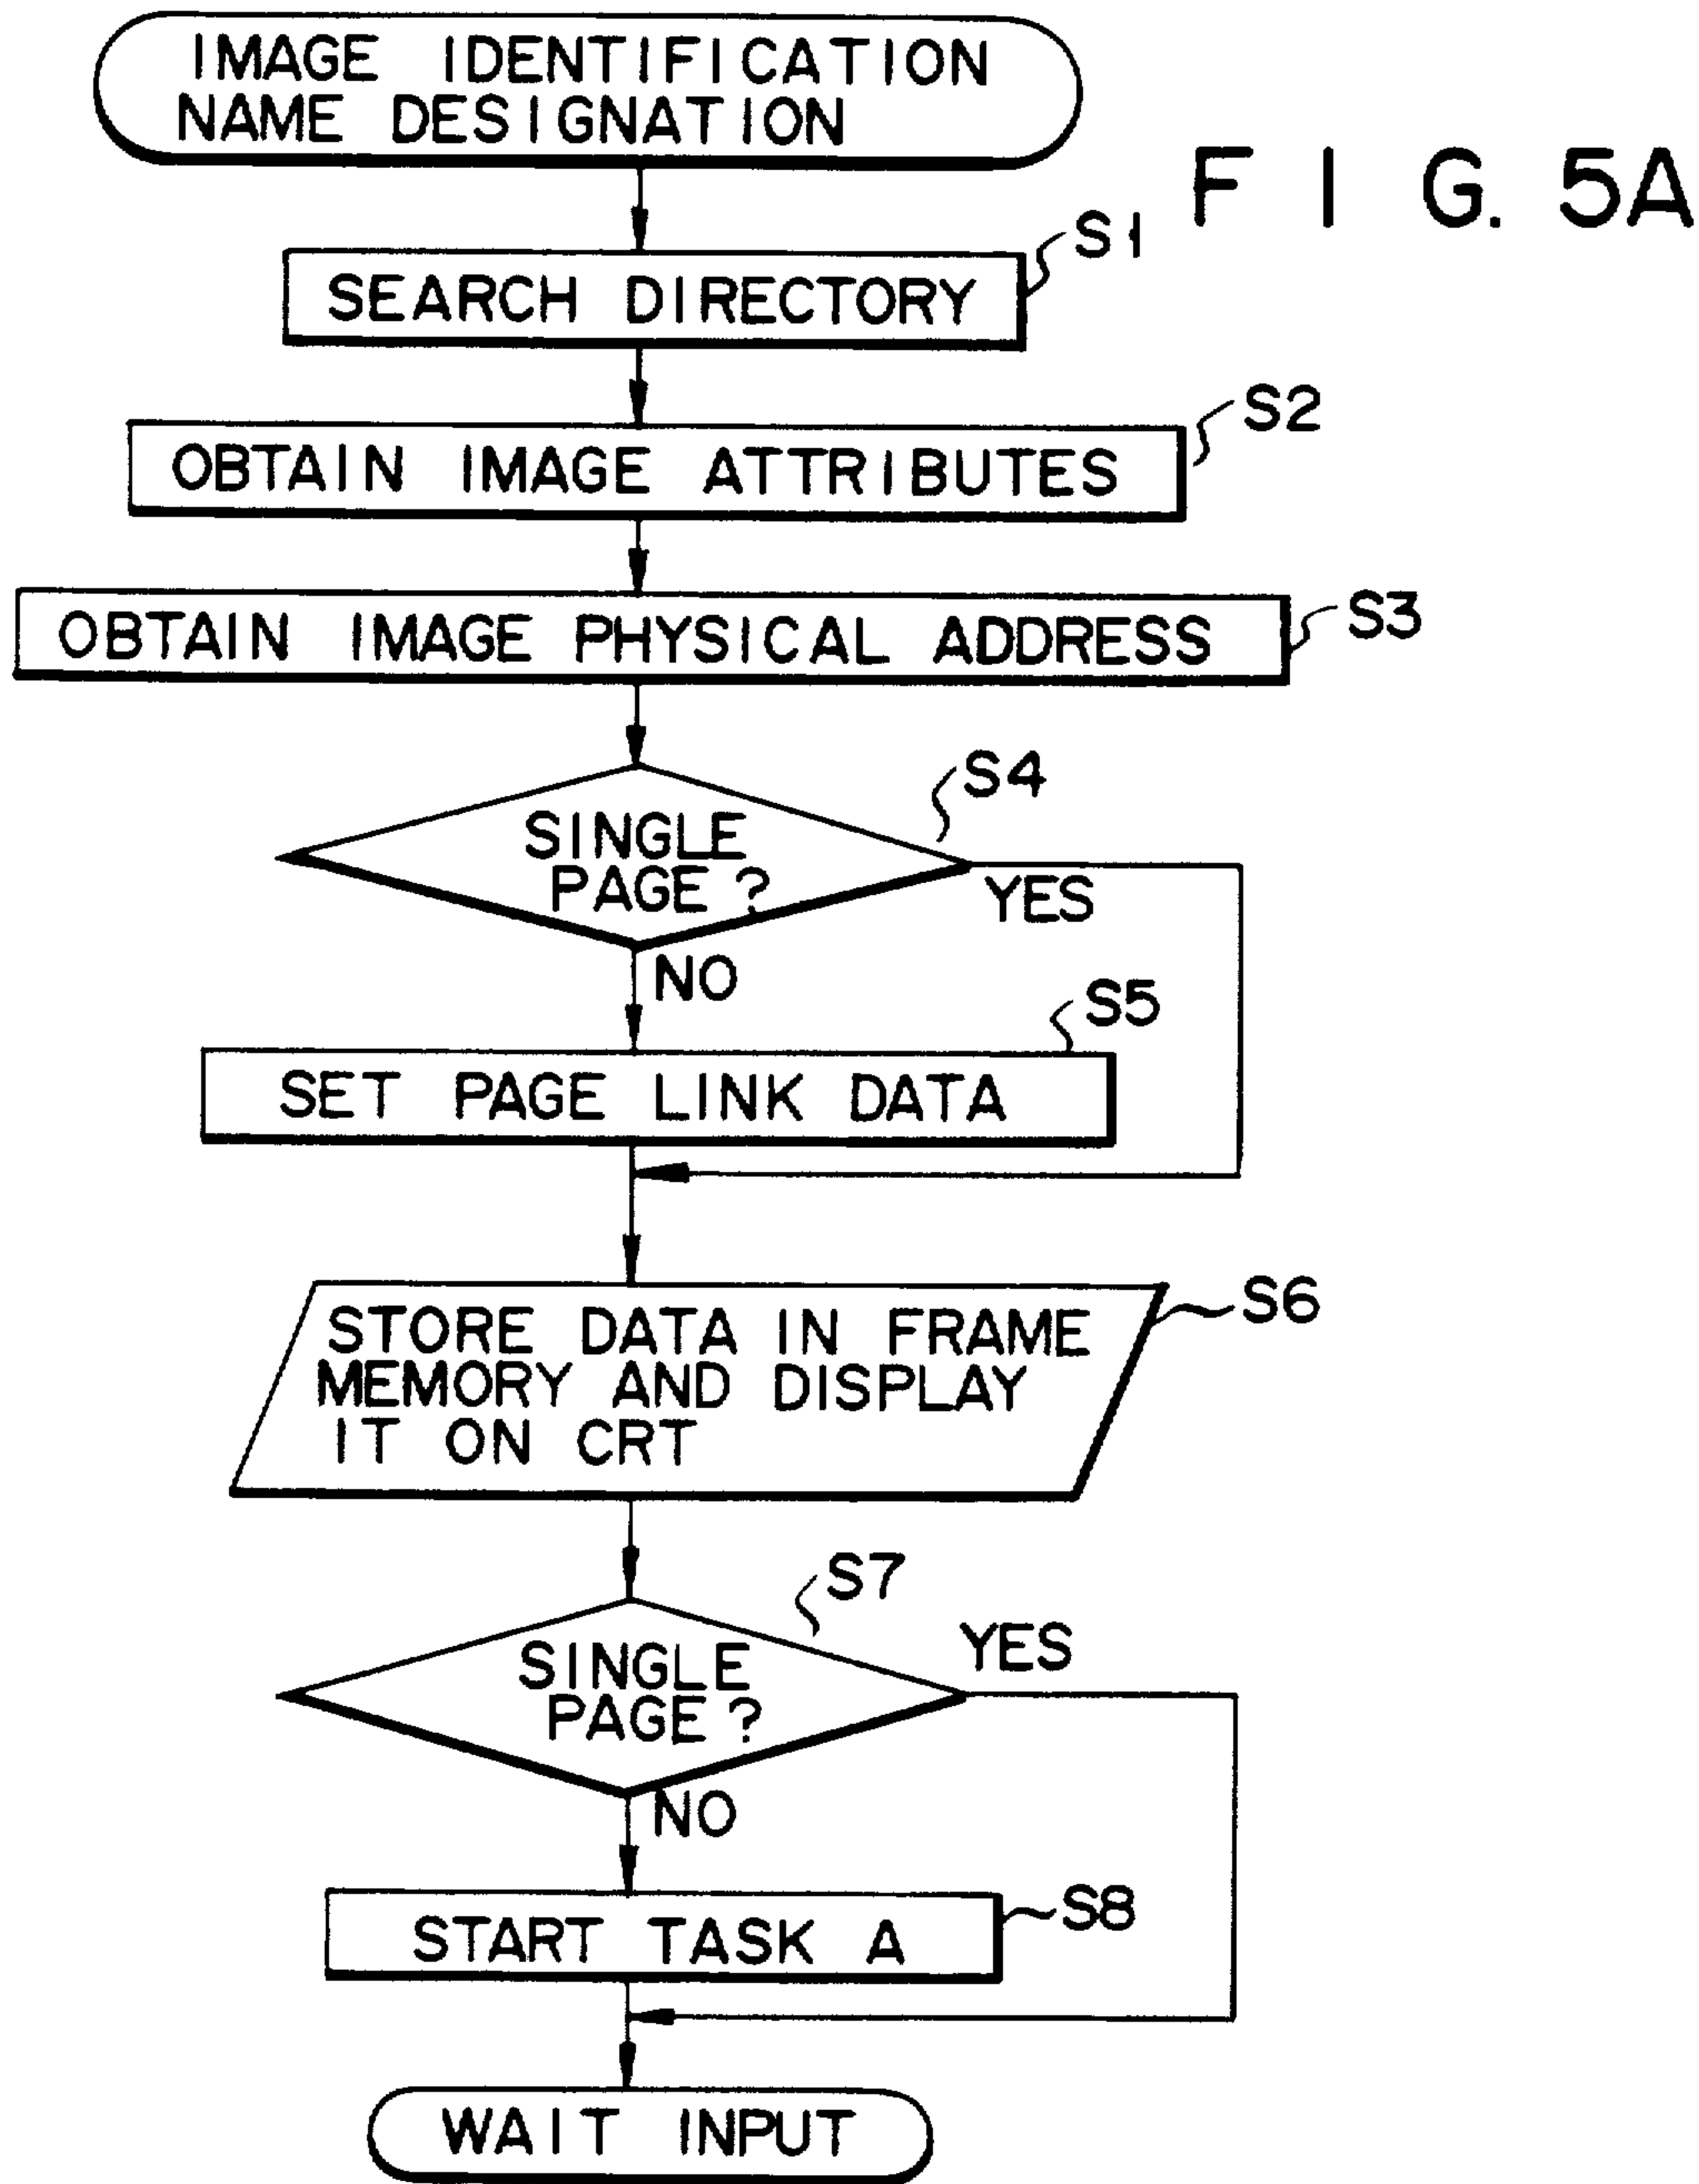 IMAGE IDENTIFICATION
NAME DESIGNATION
FIG. 5A
S1
SEARCH DIRECTORY
S2
OBTAIN IMAGE ATTRIBUTES
S3
OBTAIN IMAGE PHYSICAL ADDRESS
S4
SINGLE
PAGE ?
YES
NO
S5
SET PAGE LINK DATA
S6
STORE DATA IN FRAME
MEMORY AND DISPLAY
IT ON CRT
S7
SINGLE
PAGE ?
YES
NO
S8
START TASK A
WAIT INPUT